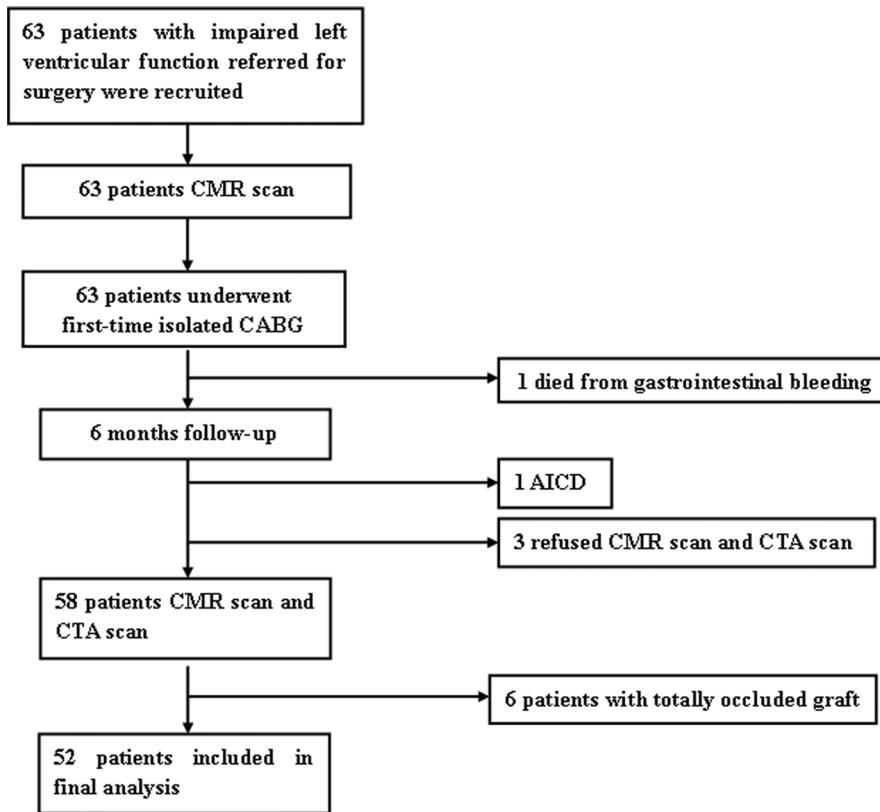 63 patients with impaired left
ventricular function referred for
surgery were recruited
63 patients CMR scan
63 patients underwent
first-time isolated CABG
1 died from gastrointestinal bleeding
6 months follow-up
1 AICD
3 refused CMR scan and CTA scan
58 patients CMR scan and
CTA scan
6 patients with totally occluded graft
52 patients included in
final analysis